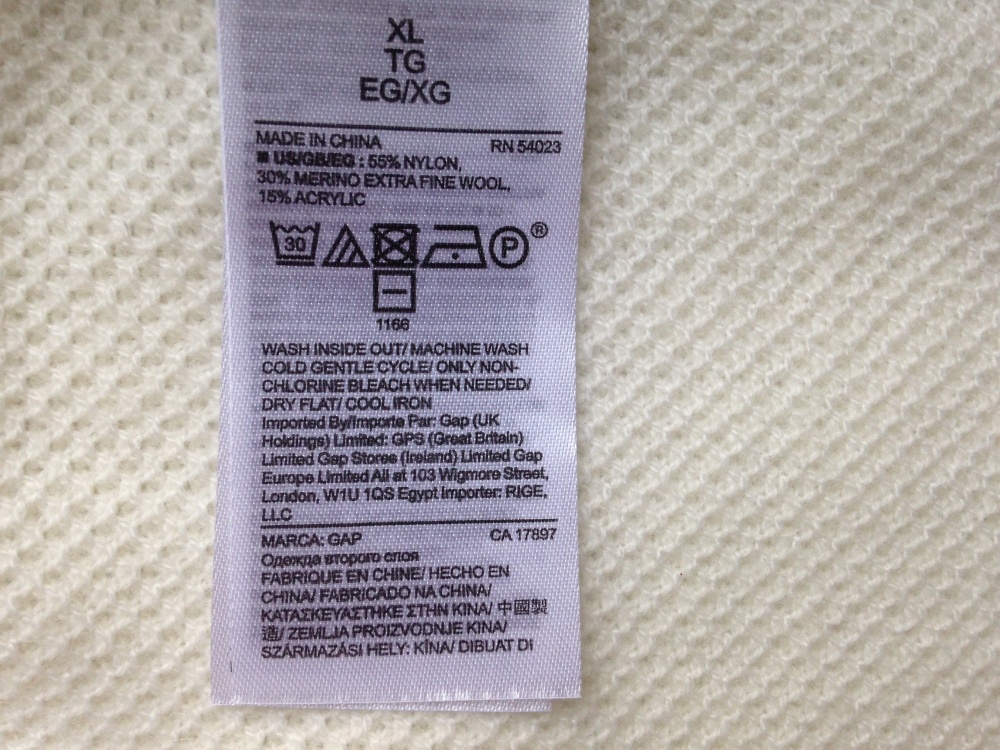 XL
TG
EG/XG
MADE IN CHINA RN 54023
■ US/GB/EG : 55% NYLON,
30% MERINO EXTRA FINE WOOL,
15% ACRYLIC
30 P®
1166
WASH INSIDE OUT/ MACHINE WASH
COLD GENTLE CYCLE/ ONLY NON-
CHLORINE BLEACH WHEN NEEDED/
DRY FLAT/ COOL IRON
Imported By/Importe Par: Gap (UK
Holdings) Limited: GPS (Great Britain)
Limited Gap Stores (Ireland) Limited Gap
Europe Limited All at 103 Wigmore Street,
London, W1U 1QS Egypt Importer: RIGE,
LLC
MARCA: GAP CA 17897
Одежда второго слоя
FABRIQUE EN CHINE/ HECHO EN
CHINA/ FABRICADO NA CHINA/
ΚΑΤΑΣΚΕΥΑΣΤΗΚΕ ΣΤΗΝ ΚΙΝΑ/ 中國製
造/ ZEMLJA PROIZVODNJE KINA/
SZÁRMAZÁSI HELY: KÍNA/ DIBUAT DI